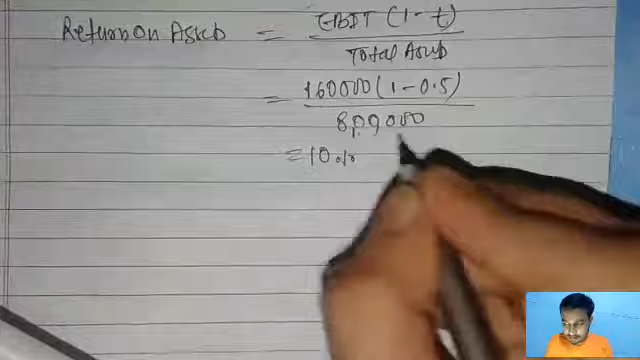 Return On Assets = EBIT (1 - t)
Total Assets
= 160000 (1 - 0.5)
800000
= 10 %